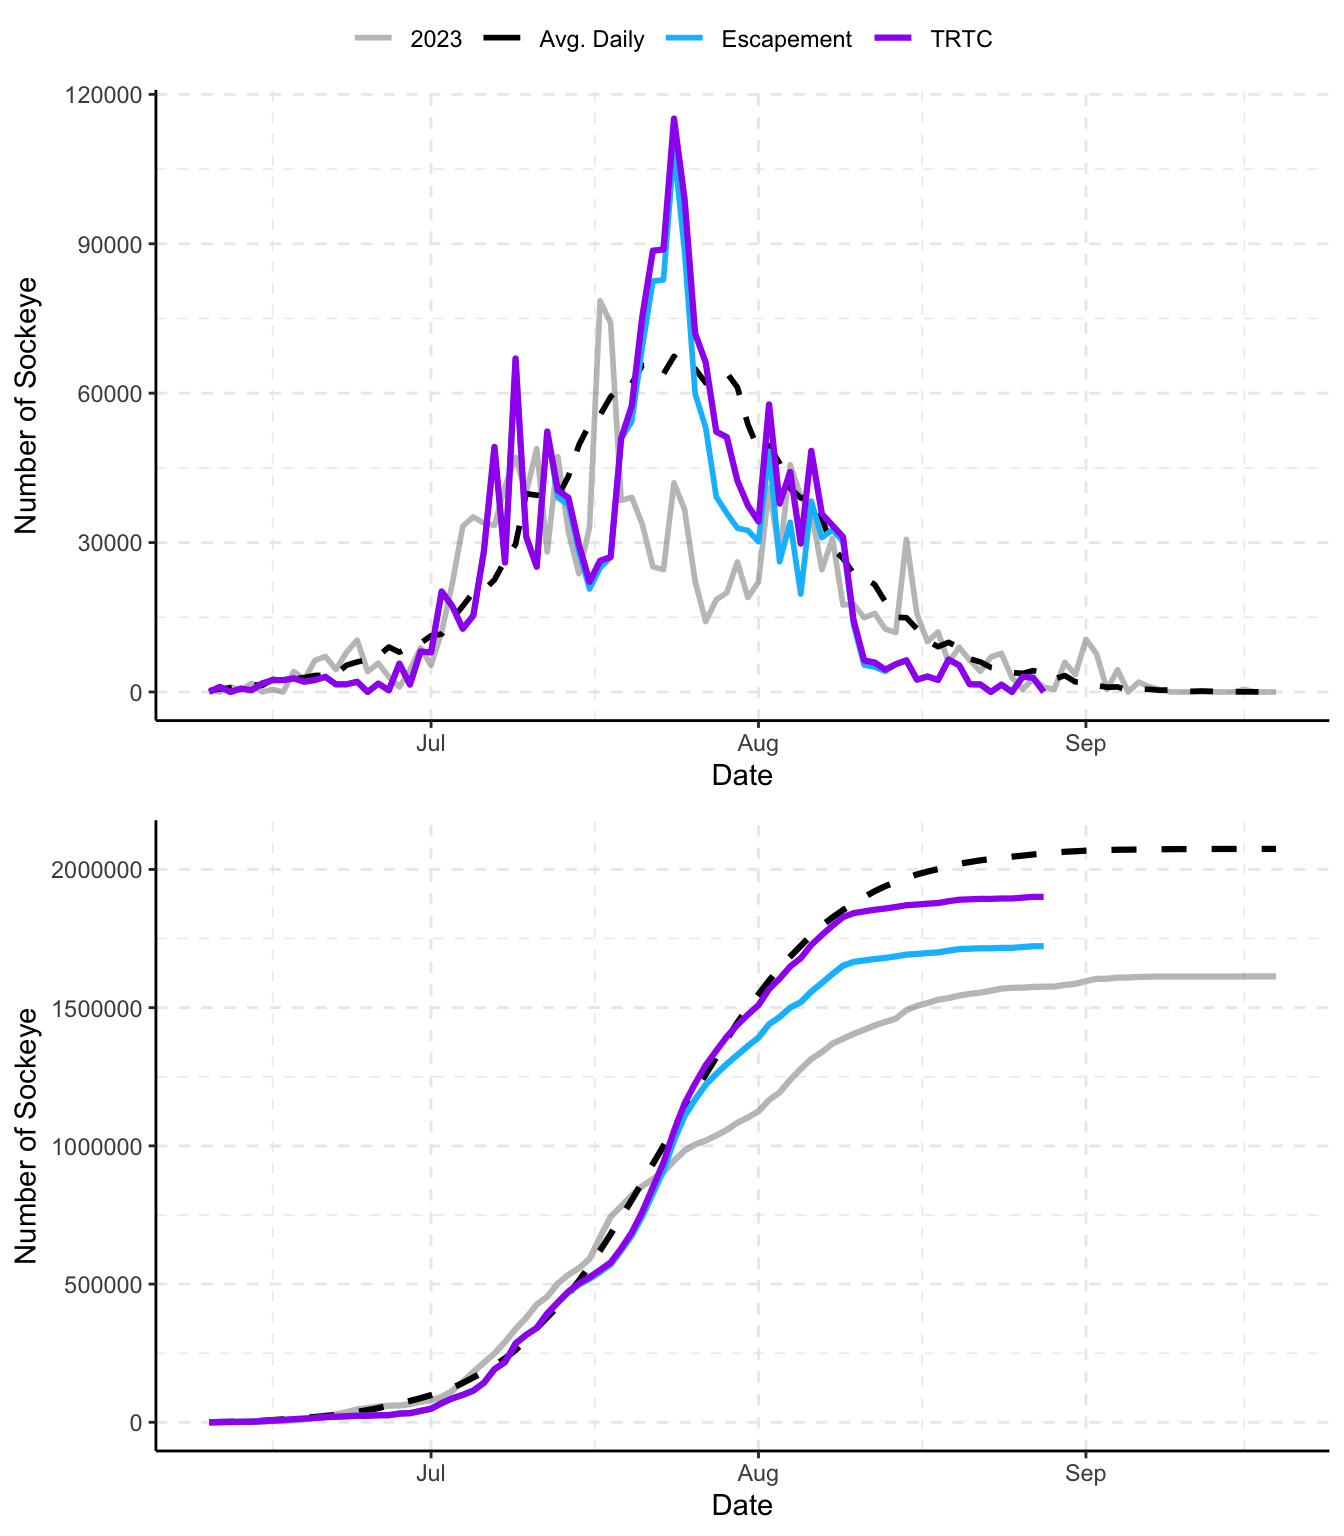 2023 Avg. Daily Escapement TRTC
120000
90000
60000
30000
0
Number of Sockeye
Jul Aug Sep
Date
2000000
1500000
1000000
500000
0
Number of Sockeye
Jul Aug Sep
Date